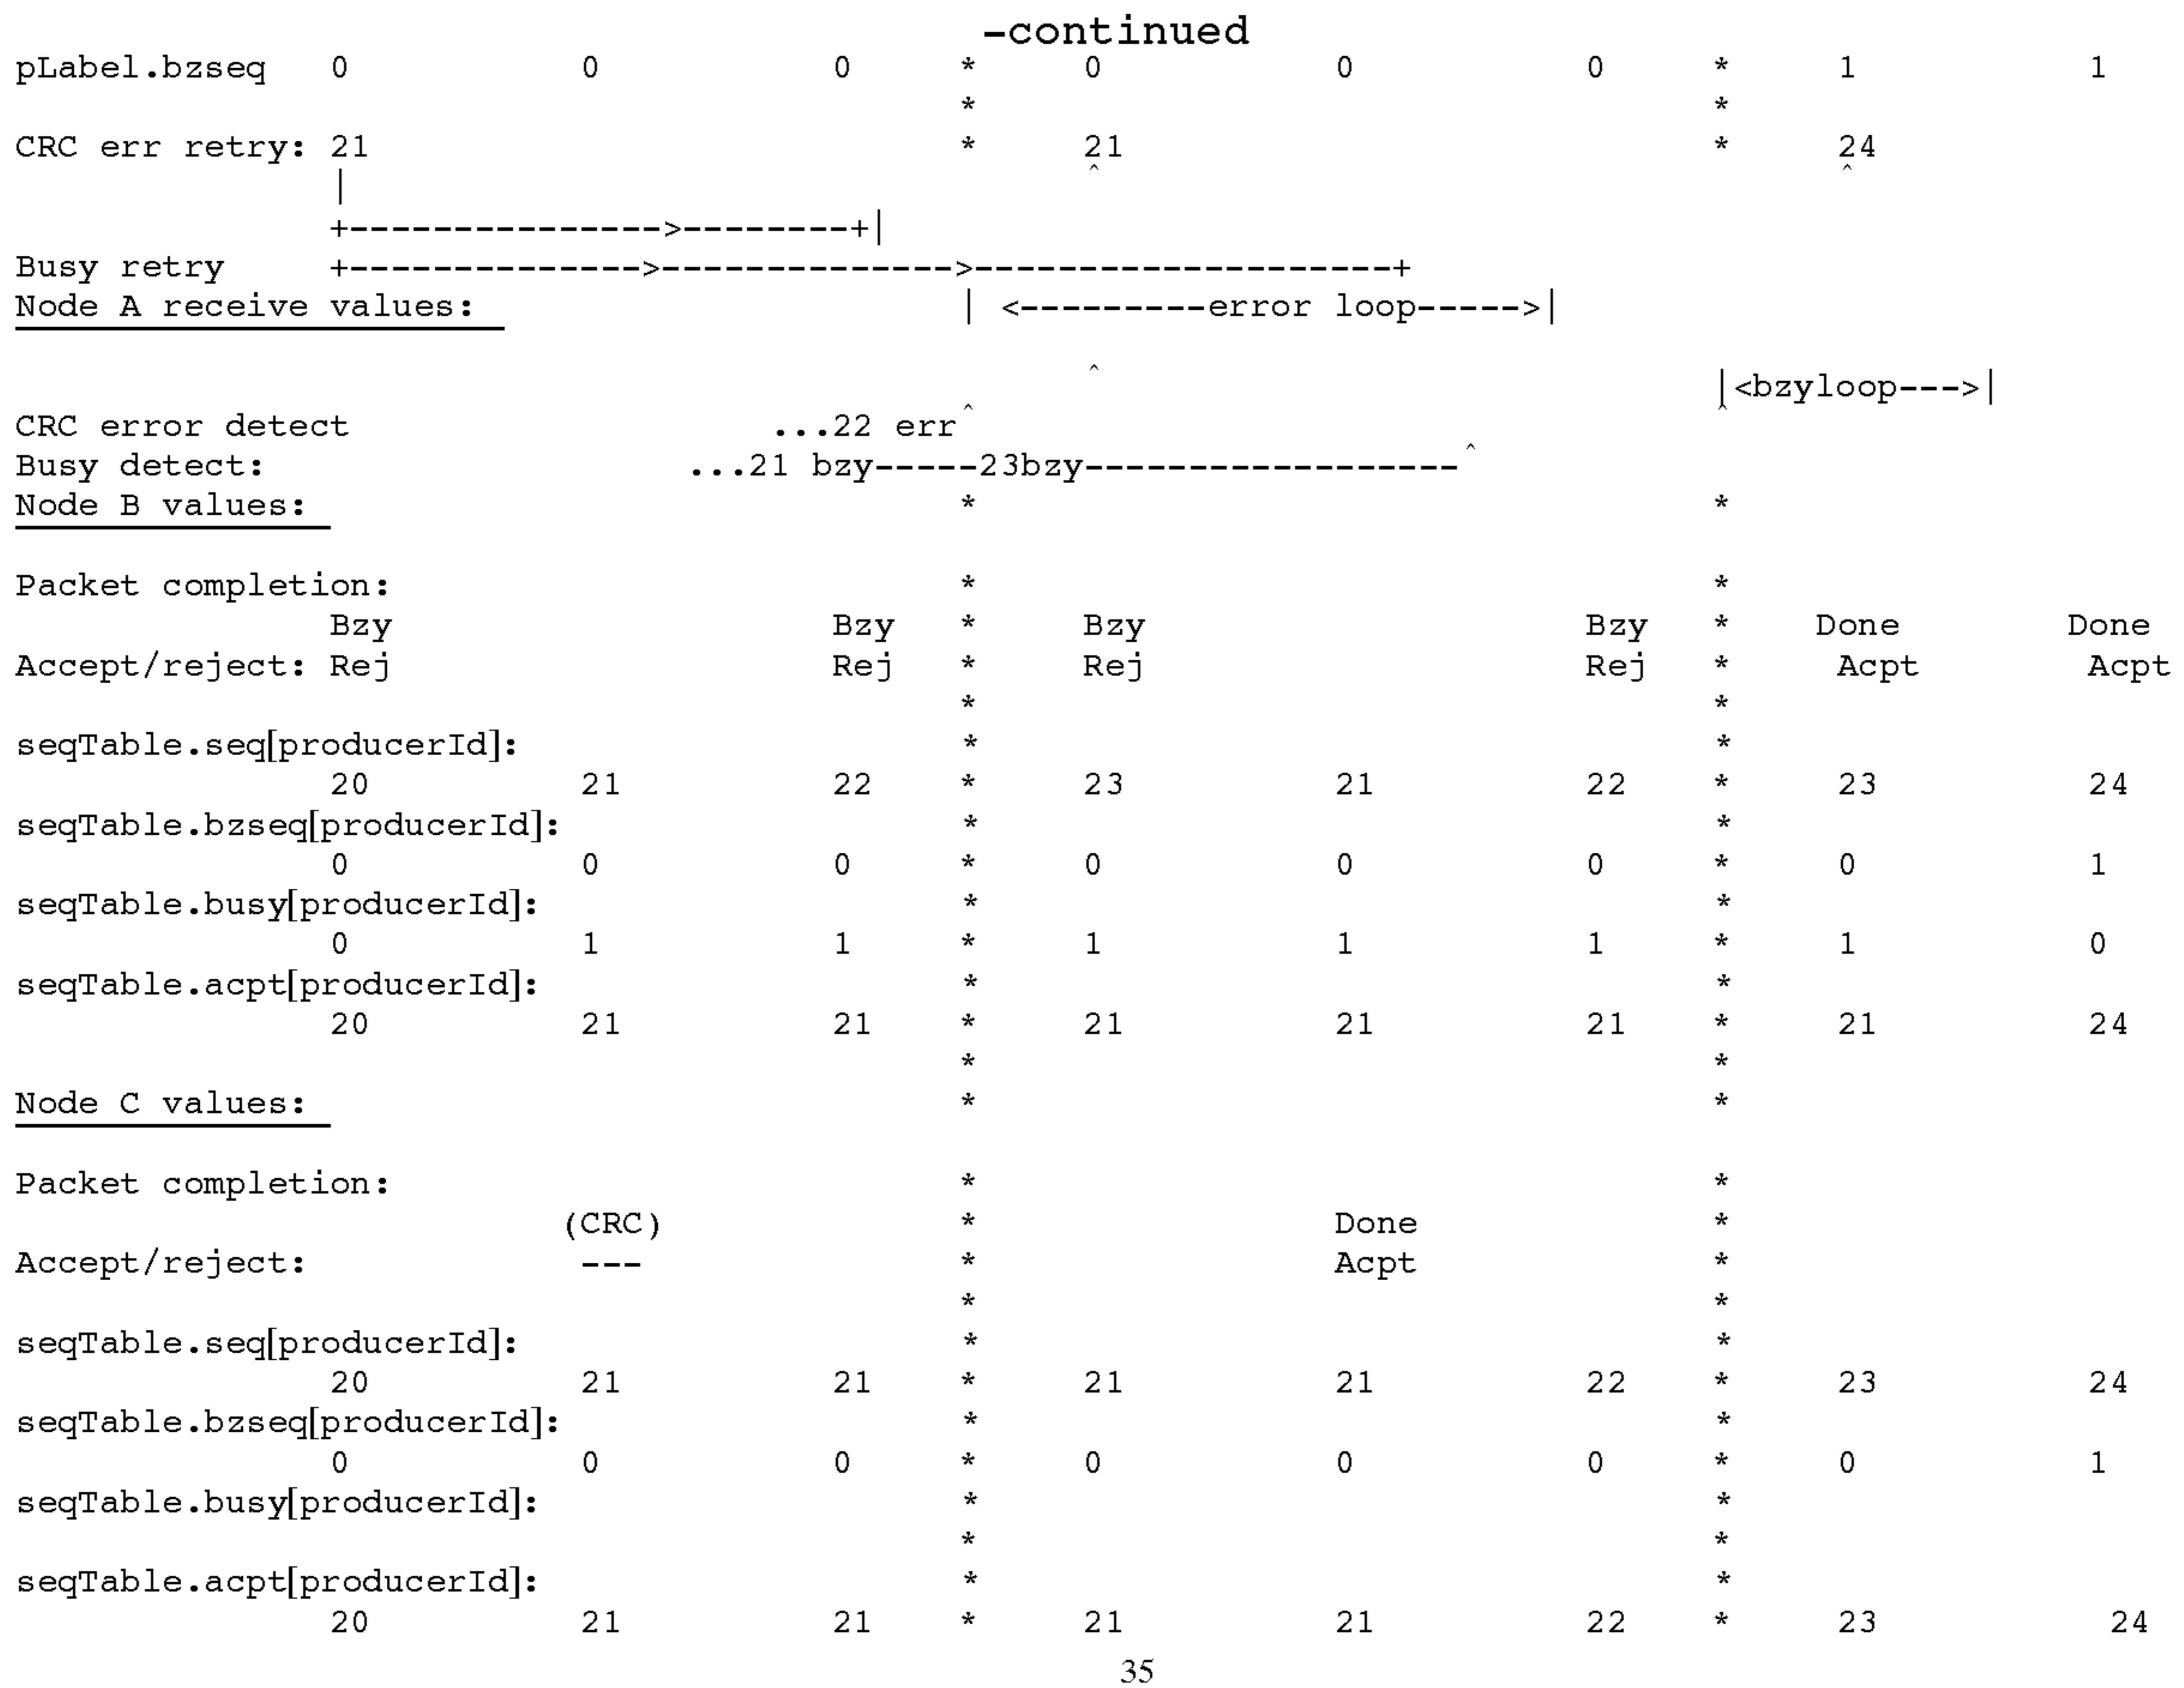 -continued
pLabel.bzseq 0 0 0 * 0 0 0 * 1 1
* *
CRC err retry: 21 * 21 * 24
| ^ ^
+--------------->--------+|
Busy retry +-------------->-------------->--------------------+
Node A receive values: | <---------error loop----->|
^
|<bzyloop--->|
^ ^
CRC error detect ...22 err
Busy detect: ...21 bzy-----23bzy------------------^
Node B values: * *
Packet completion: * *
Bzy Bzy * Bzy Bzy * Done Done
Accept/reject: Rej Rej * Rej Rej * Acpt Acpt
* *
seqTable.seq[producerId]: * *
20 21 22 * 23 21 22 * 23 24
seqTable.bzseq[producerId]: * *
0 0 0 * 0 0 0 * 0 1
seqTable.busy[producerId]: * *
0 1 1 * 1 1 1 * 1 0
seqTable.acpt[producerId]: * *
20 21 21 * 21 21 21 * 21 24
* *
Node C values: * *
Packet completion: * *
(CRC) * Done *
Accept/reject: --- * Acpt *
* *
seqTable.seq[producerId]: * *
20 21 21 * 21 21 22 * 23 24
seqTable.bzseq[producerId]: * *
0 0 0 * 0 0 0 * 0 1
seqTable.busy[producerId]: * *
* *
seqTable.acpt[producerId]: * *
20 21 21 * 21 21 22 * 23 24
35